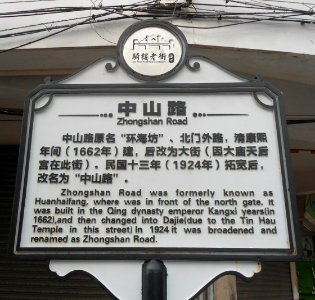 骑楼老街
中山路
Zhongshan Road
中山路原名“环海坊”、北门外路，清康熙
年间（1662年）建，后改为大街（因大庙天后
宫在此街）。民国十三年（1924年）拓宽后，
改名为“中山路”。
Zhongshan Road was formerly known as
Huanhaifang, where was in front of the north gate. It
was built in the Qing dynasty emperor Kangxi years(in
1662),and then changed into Dajie(due to the Tin Hau
Temple in this street) In 1924 it was broadened and
renamed as Zhongshan Road.